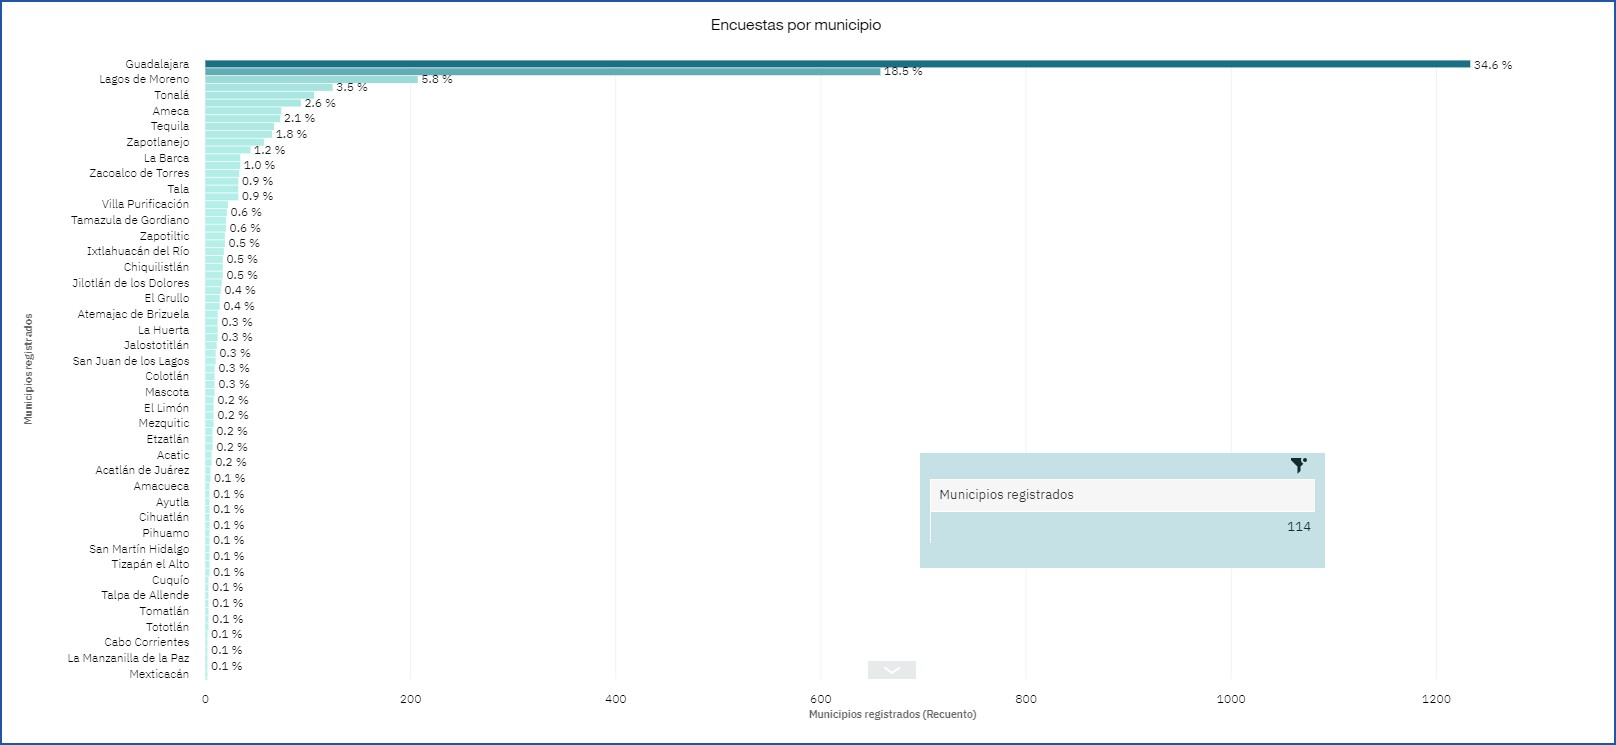 Encuestas por municipio
Guadalajara
34.6 %
18.5 %
Lagos de Moreno
5.8 %
3.5 %
Tonalá
2.6 %
Ameca
2.1 %
Tequila
1.8 %
Zapotlanejo
1.2 %
La Barca
1.0 %
Zacoalco de Torres
0.9 %
Tala
0.9 %
Villa Purificación
0.6 %
Tamazula de Gordiano
0.6 %
Zapotiltic
0.5 %
Ixtlahuacán del Río
0.5 %
Chiquilistlán
0.5 %
Jilotlán de los Dolores
0.4 %
El Grullo
0.4 %
Atemajac de Brizuela
0.3 %
La Huerta
0.3 %
Jalostotitlán
0.3 %
San Juan de los Lagos
0.3 %
Colotlán
0.3 %
Mascota
0.2 %
El Limón
0.2 %
Mezquitic
0.2 %
Etzatlán
0.2 %
Acatic
0.2 %
Acatlán de Juárez
0.1 %
Amacueca
0.1 %
Ayutla
0.1 %
Cihuatlán
0.1 %
Pihuamo
0.1 %
San Martín Hidalgo
0.1 %
Tizapán el Alto
0.1 %
Cuquío
0.1 %
Talpa de Allende
0.1 %
Tomatlán
0.1 %
Tototlán
0.1 %
Cabo Corrientes
0.1 %
La Manzanilla de la Paz
0.1 %
Mexticacán
Municipios registrados
Municipios registrados
114
0 200 400 600 800 1000 1200
Municipios registrados (Recuento)